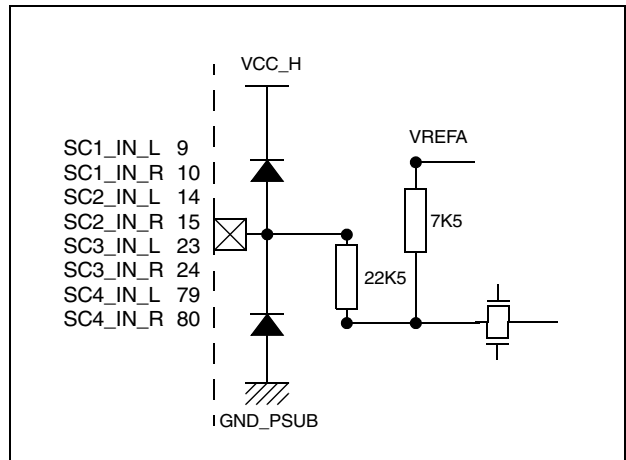 VCC_H
SC1_IN_L 9
SC1_IN_R 10
SC2_IN_L 14
SC2_IN_R 15
SC3_IN_L 23
SC3_IN_R 24
SC4_IN_L 79
SC4_IN_R 80
VREFA
7K5
22K5
GND_PSUB